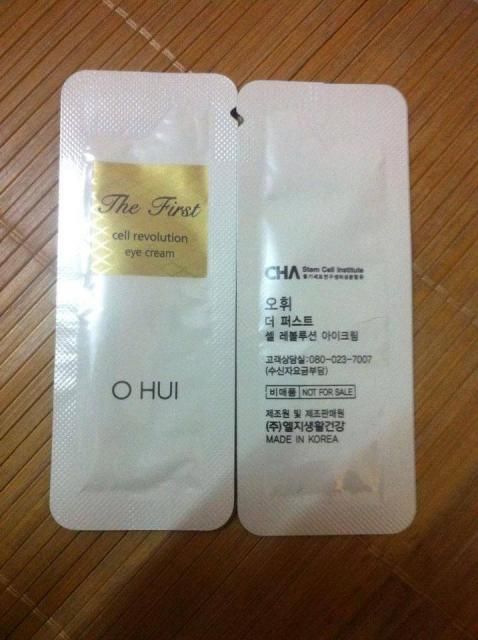 The First
cell revolution
eye cream
O HUI
CHA Stem Cell Institute
오휘
더 퍼스트
셀 레볼루션 아이크림
고객상담실:080-023-7007
(수신자요금부담)
비매품 NOT FOR SALE
제조원 및 제조판매원
(주)엘지생활건강
MADE IN KOREA